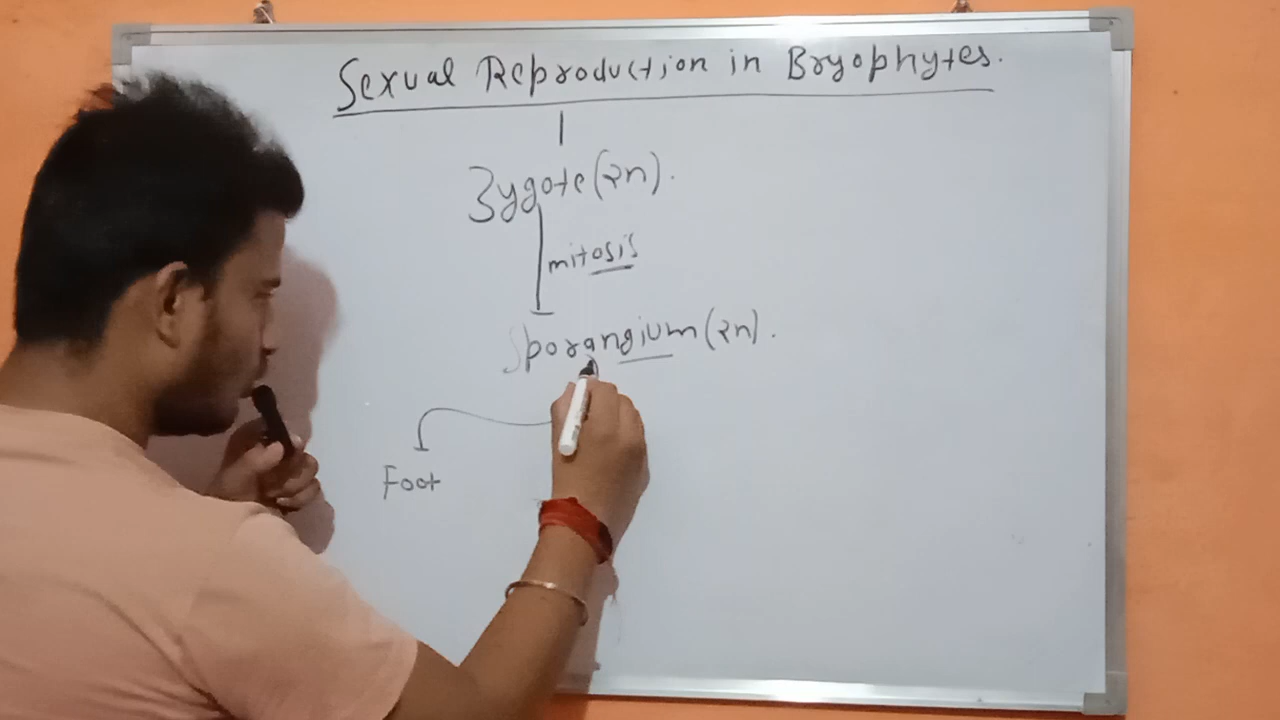 Sexual Reproduction in Bryophytes.
Zygote (2n).
mitosis
Sporangium (2n).
Foot